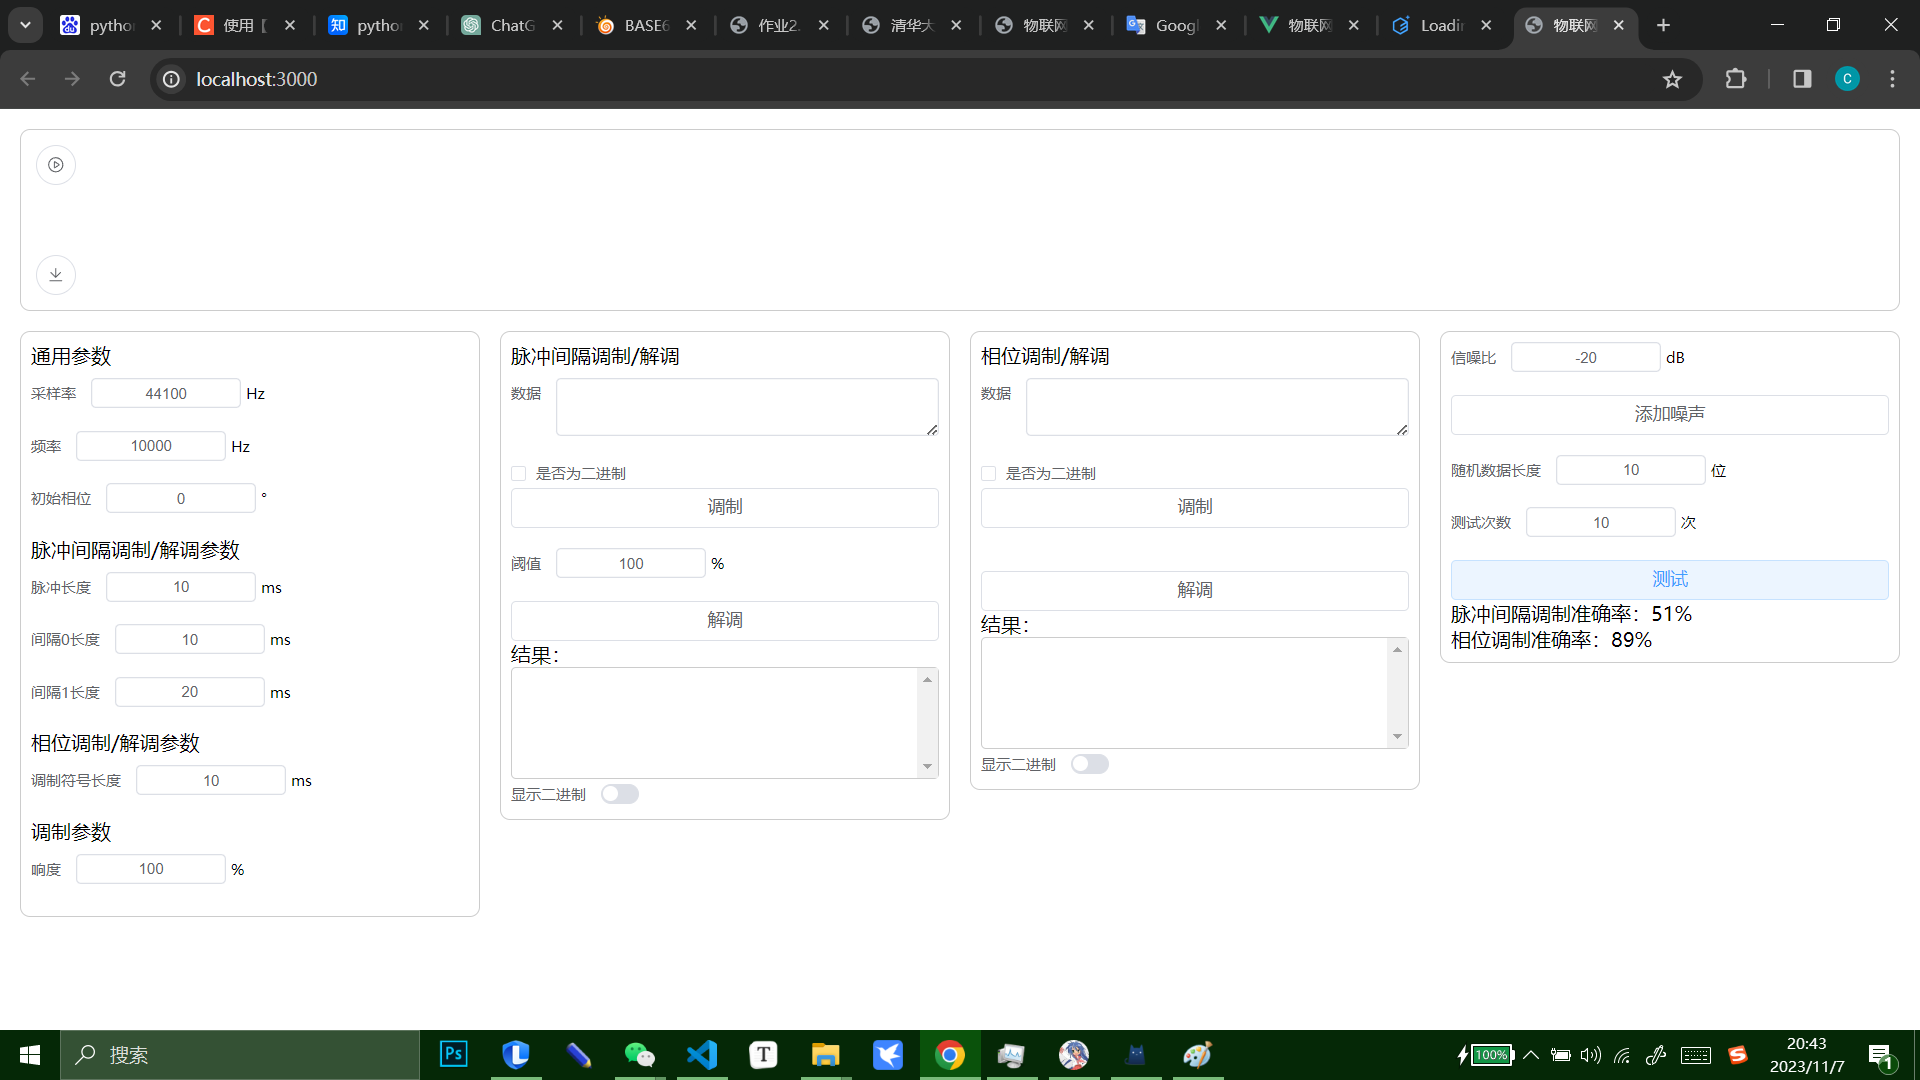 pytho
使用【
pytho
ChatG
BASE6
作业2.
清华大
物联网
Googl
物联网
Loadin
物联网
localhost:3000
C
通用参数
采样率 44100 Hz
频率 10000 Hz
初始相位 0 °
脉冲间隔调制/解调参数
脉冲长度 10 ms
间隔0长度 10 ms
间隔1长度 20 ms
相位调制/解调参数
调制符号长度 10 ms
调制参数
响度 100 %
脉冲间隔调制/解调
数据
是否为二进制
调制
阈值 100 %
解调
结果：
显示二进制
相位调制/解调
数据
是否为二进制
调制
解调
结果：
显示二进制
信噪比 -20 dB
添加噪声
随机数据长度 10 位
测试次数 10 次
测试
脉冲间隔调制准确率：51%
相位调制准确率：89%
搜索
Ps
T
100%
S
20:43
2023/11/7
1